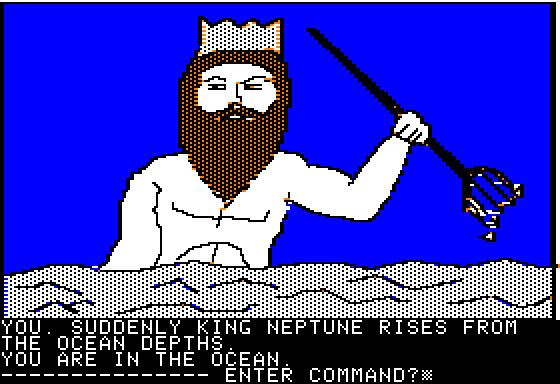 YOU. SUDDENLY KING NEPTUNE RISES FROM
THE OCEAN DEPTHS.
YOU ARE IN THE OCEAN.
--------------- ENTER COMMAND?